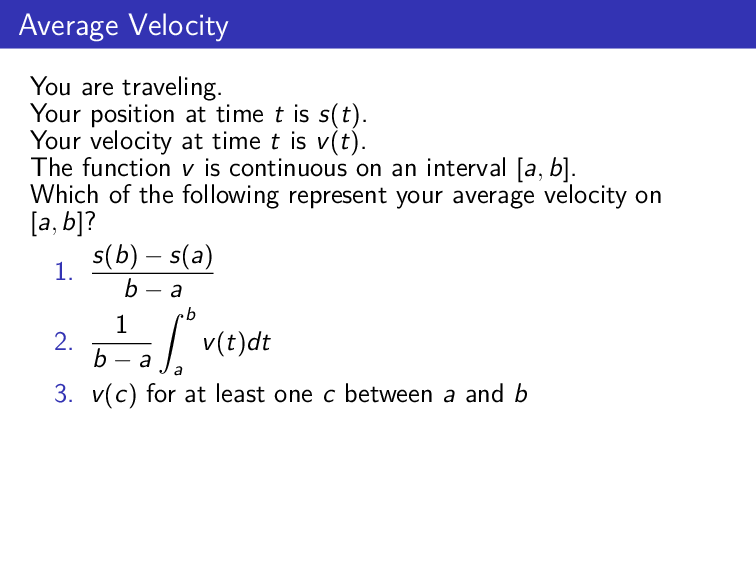 Average Velocity
You are traveling.
Your position at time t is s(t).
Your velocity at time t is v(t).
The function v is continuous on an interval [a, b].
Which of the following represent your average velocity on
[a, b]?
1. \frac{s(b) − s(a)}{b − a}
2. \frac{1}{b − a} \int_a^b v(t)dt
3. v(c) for at least one c between a and b